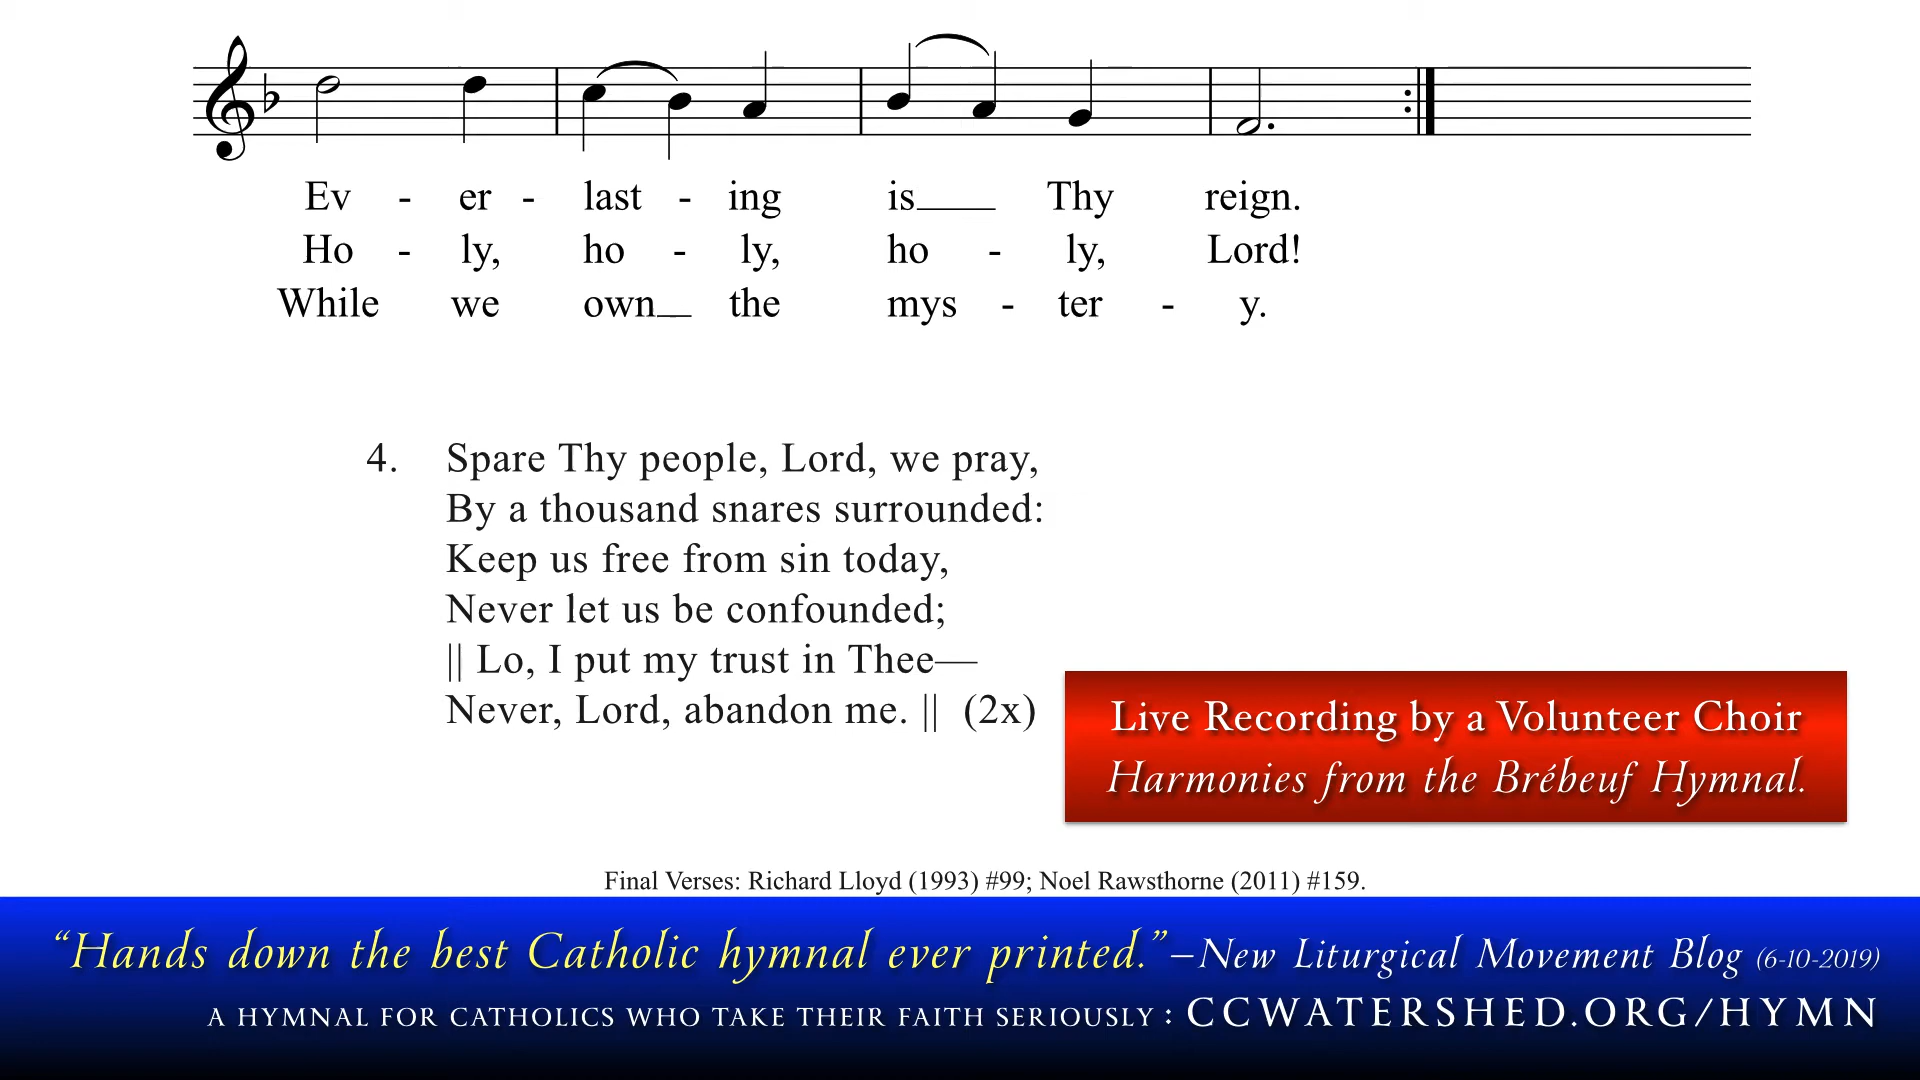 Ev - er - last - ing is____ Thy reign.
Ho - ly, ho - ly, ho - ly, Lord!
While we own__ the mys - ter - y.
4. Spare Thy people, Lord, we pray,
By a thousand snares surrounded:
Keep us free from sin today,
Never let us be confounded;
|| Lo, I put my trust in Thee—
Never, Lord, abandon me. || (2x)
Live Recording by a Volunteer Choir
Harmonies from the Brébeuf Hymnal.
Final Verses: Richard Lloyd (1993) #99; Noel Rawsthorne (2011) #159.
“Hands down the best Catholic hymnal ever printed.” –New Liturgical Movement Blog (6-10-2019)
A HYMNAL FOR CATHOLICS WHO TAKE THEIR FAITH SERIOUSLY : CCWATERSHED.ORG/HYMN